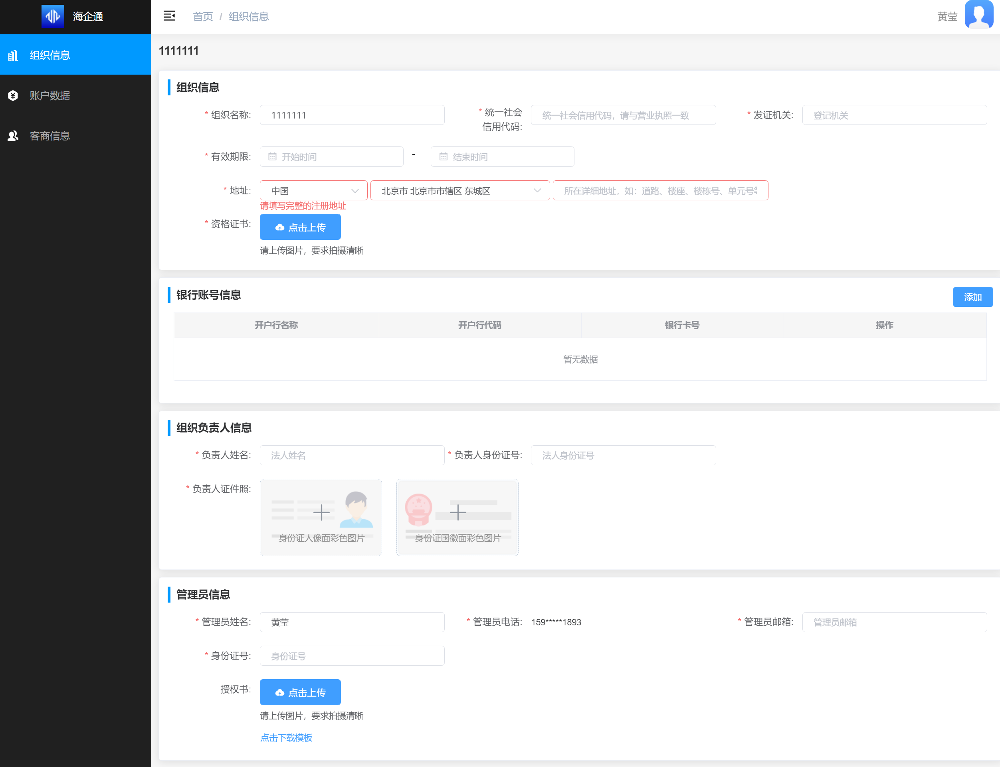 海企通
首页 / 组织信息
黄莹
组织信息
账户数据
客商信息
1111111
组织信息
* 组织名称: 1111111
* 统一社会信用代码: 统一社会信用代码，请与营业执照一致
* 发证机关: 登记机关
* 有效期限: 开始时间 - 结束时间
* 地址: 中国 北京市 北京市市辖区 东城区 所在详细地址，如：道路、楼座、楼栋号、单元号
请填写完整的注册地址
* 资格证书: 点击上传
请上传图片，要求拍摄清晰
银行账号信息
添加
开户行名称 开户行代码 银行卡号 操作
暂无数据
组织负责人信息
* 负责人姓名: 法人姓名
* 负责人身份证号: 法人身份证号
* 负责人证件照:
身份证人像面彩色图片
身份证国徽面彩色图片
管理员信息
* 管理员姓名: 黄莹
* 管理员电话: 159*****1893
* 管理员邮箱: 管理员邮箱
* 身份证号: 身份证号
授权书: 点击上传
请上传图片，要求拍摄清晰
点击下载模板